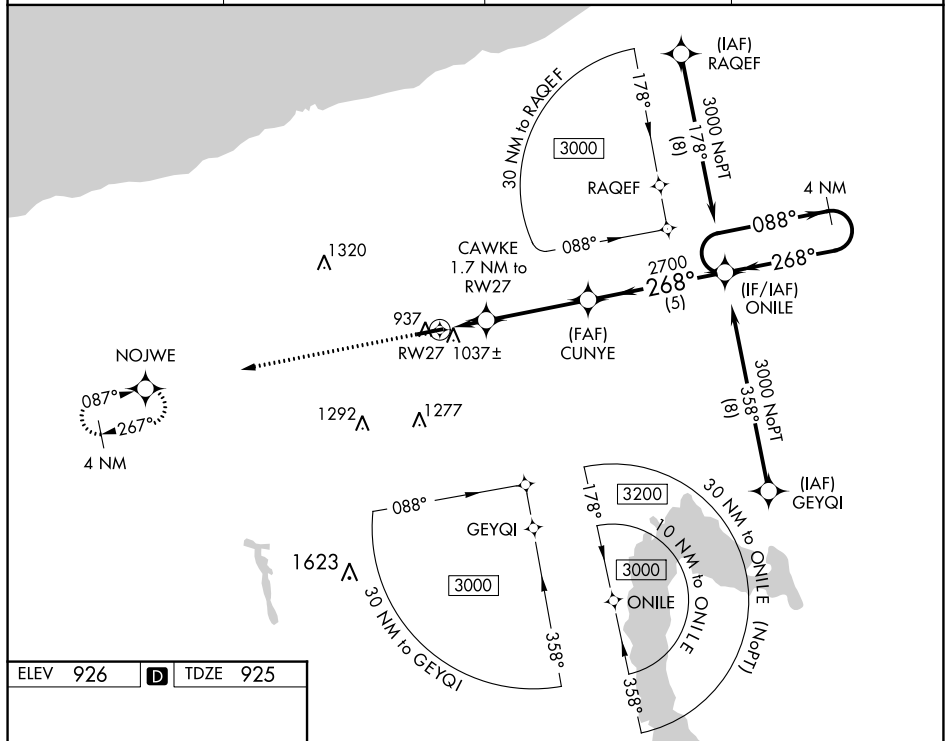 (IAF)
RAQEF
30 NM to RAQEF
178°
3000
RAQEF
088°
3000 NoPT
178°
(8)
4 NM
088°
268°
(IF/IAF)
ONILE
1320
CAWKE
1.7 NM to
RW27
2700
268°
(5)
(FAF)
CUNYE
937
RW27
1037±
NOJWE
087°
267°
4 NM
1292
1277
3000 NoPT
358°
(8)
(IAF)
GEYQI
088°
GEYQI
3000
358°
30 NM to GEYQI
1623
178°
3200
30 NM to ONILE (NoPT)
10 NM to ONILE
3000
ONILE
358°
ELEV 926 D TDZE 925